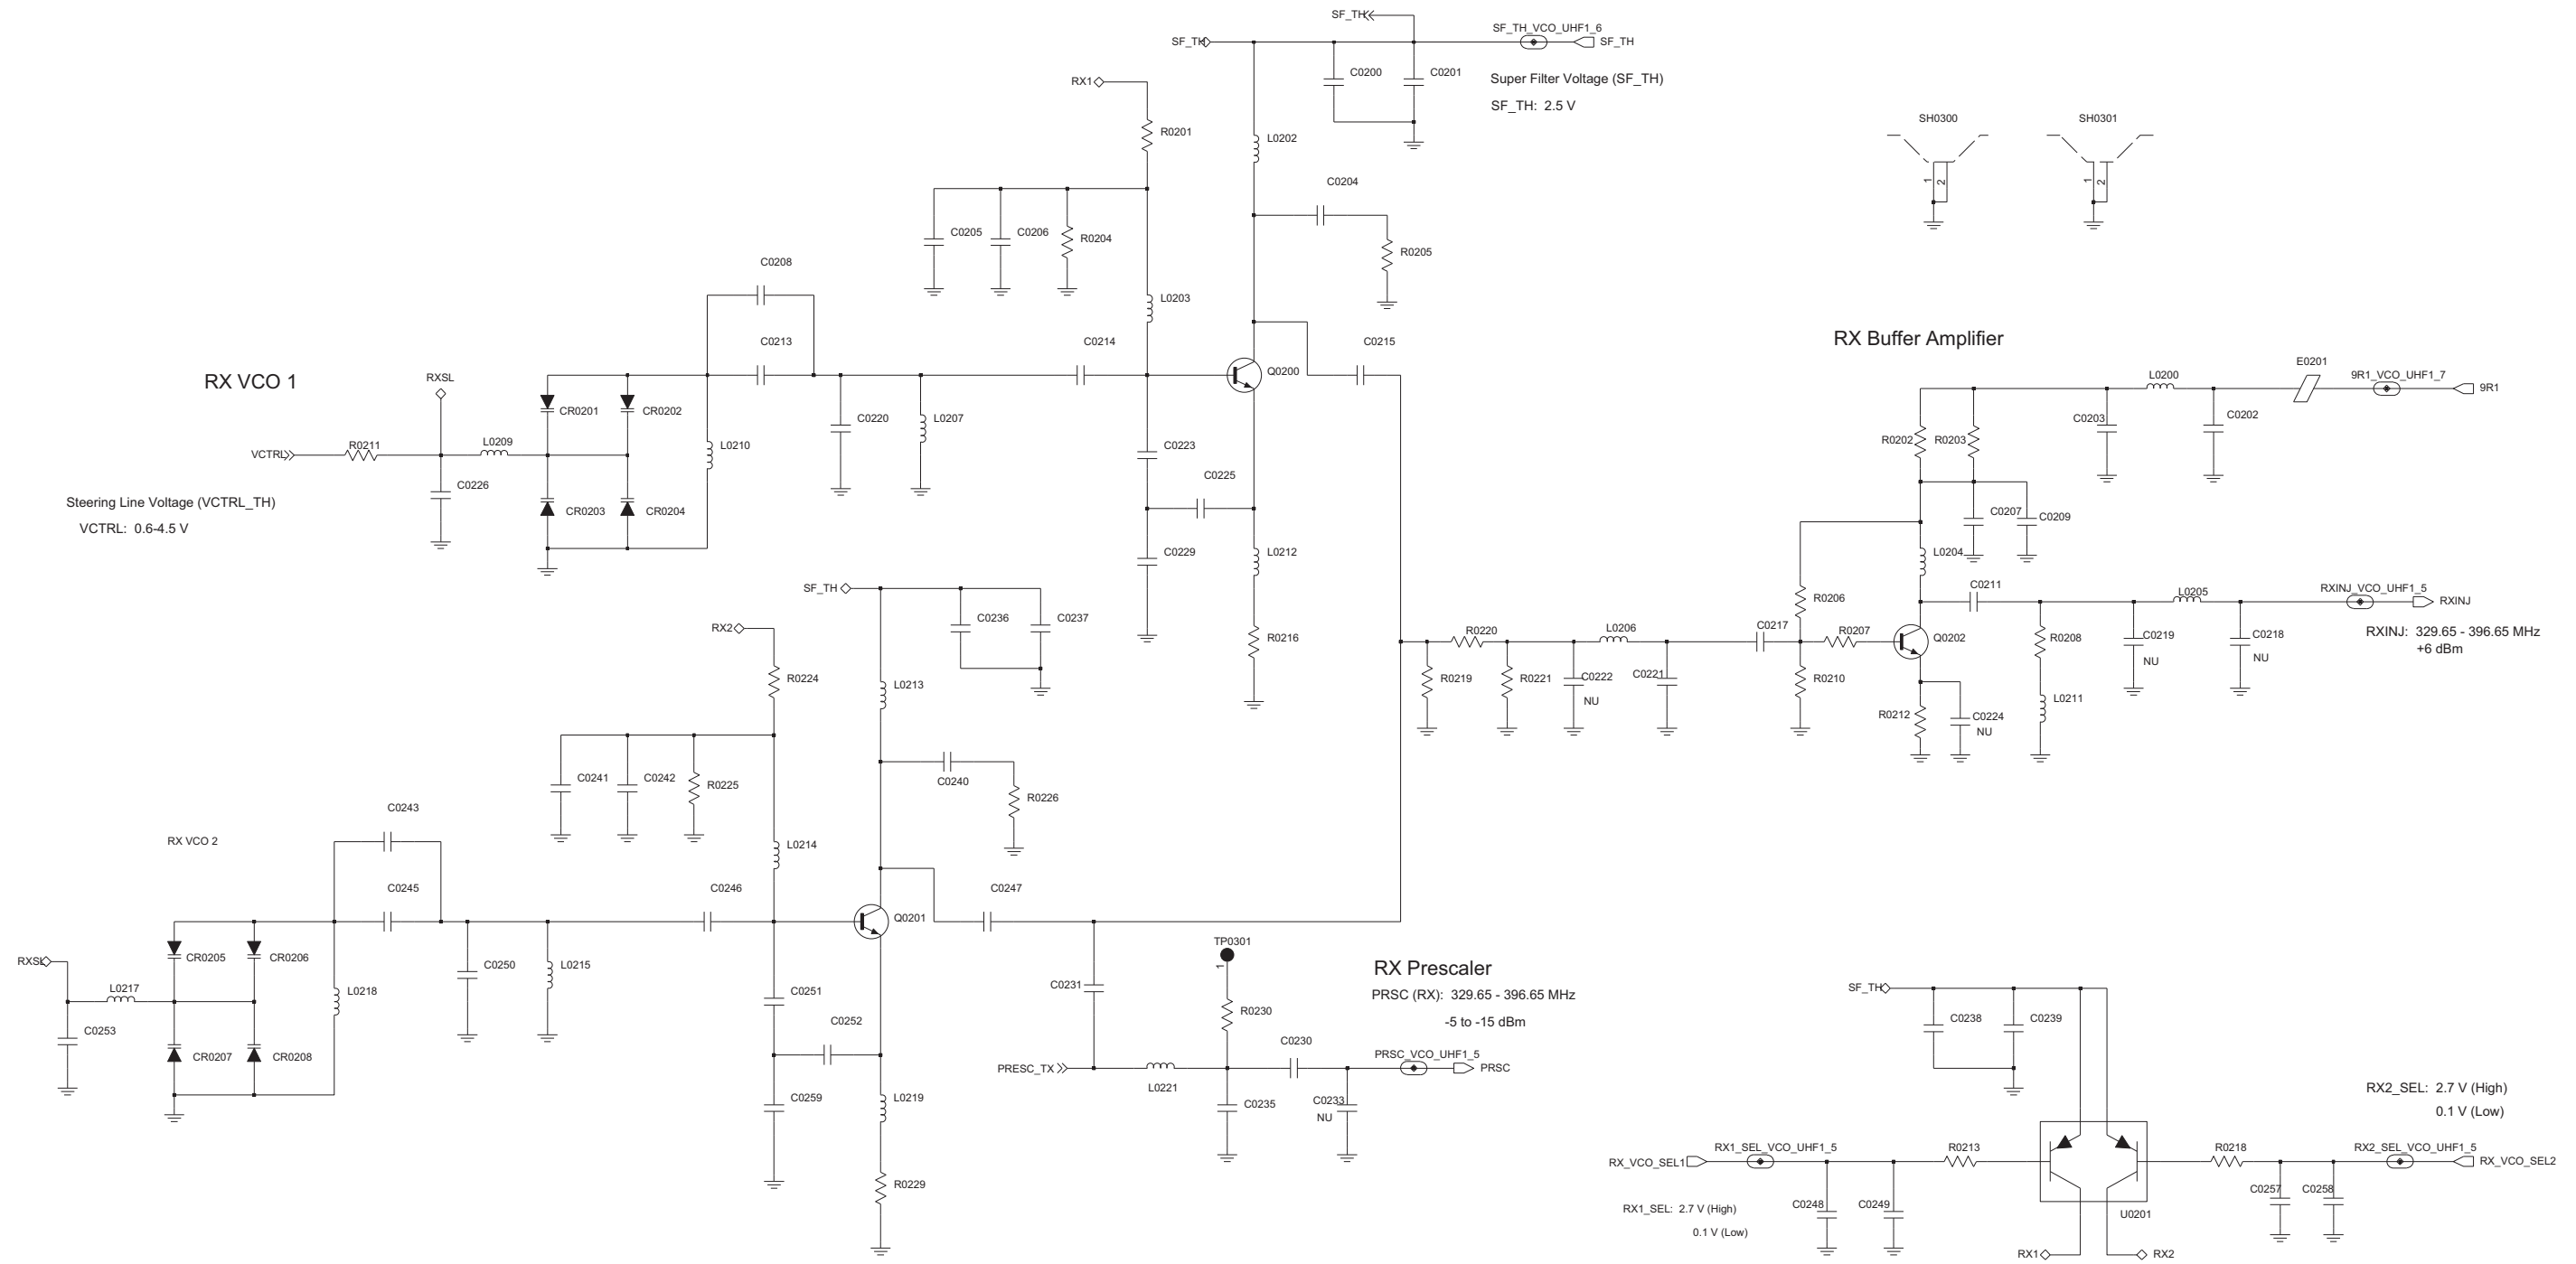 SF_TH
SF_TH
SF_TH_VCO_UHF1_6
SF_TH
C0200
C0201
Super Filter Voltage (SF_TH)
SF_TH: 2.5 V
RX1
R0201
L0202
SH0300
SH0301
1
2
1
2
C0204
C0205
C0206
R0204
R0205
C0208
L0203
C0213
C0214
C0215
Q0200
RX VCO 1
RXSL
CR0201
CR0202
C0220
L0207
VCTRL
R0211
L0209
L0210
C0223
C0226
C0225
CR0203
CR0204
Steering Line Voltage (VCTRL_TH)
VCTRL: 0.6-4.5 V
C0229
L0212
R0216
RX Buffer Amplifier
E0201
L0200
9R1_VCO_UHF1_7
9R1
C0203
C0202
R0202
R0203
C0207
C0209
L0204
C0211
R0206
L0205
RXINJ_VCO_UHF1_5
RXINJ
RXINJ: 329.65 - 396.65 MHz
+6 dBm
R0220
L0206
C0217
R0207
Q0202
R0208
C0219
NU
C0218
NU
R0219
R0221
C0222
NU
C0221
R0210
R0212
C0224
NU
L0211
SF_TH
C0236
C0237
RX2
R0224
L0213
C0241
C0242
R0225
C0240
R0226
C0243
RX VCO 2
L0214
C0245
C0246
C0247
Q0201
CR0205
CR0206
RXSL
L0217
L0218
C0250
L0215
C0251
C0253
CR0207
CR0208
C0252
C0259
L0219
R0229
TP0301
1
RX Prescaler
PRSC (RX): 329.65 - 396.65 MHz
-5 to -15 dBm
C0231
R0230
C0230
PRESC_TX
L0221
PRSC_VCO_UHF1_5
PRSC
C0235
C0233
NU
SF_TH
C0238
C0239
RX2_SEL: 2.7 V (High)
0.1 V (Low)
RX_VCO_SEL1
RX1_SEL_VCO_UHF1_5
R0213
R0218
RX2_SEL_VCO_UHF1_5
RX_VCO_SEL2
RX1_SEL: 2.7 V (High)
0.1 V (Low)
C0248
C0249
U0201
C0257
C0258
RX1
RX2